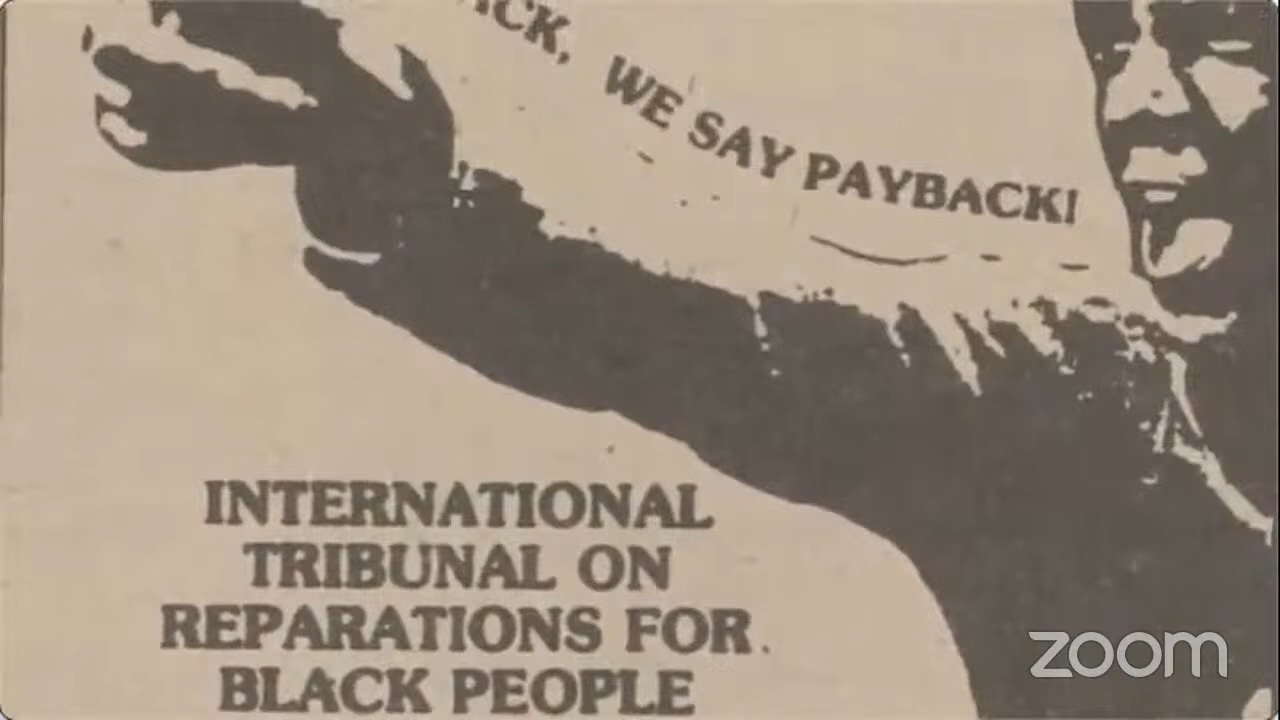 WE SAY PAYBACK!
INTERNATIONAL
TRIBUNAL ON
REPARATIONS FOR
BLACK PEOPLE
zoom